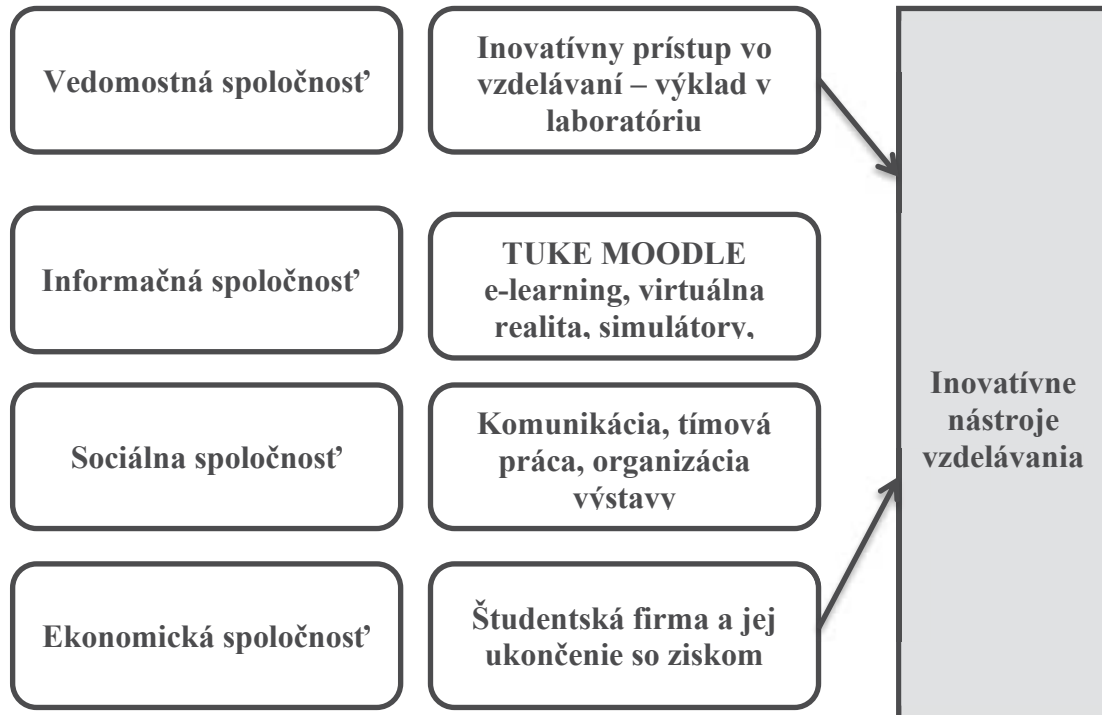 Vedomostná spoločnosť
Inovatívny prístup vo
vzdelávaní – výklad v
laboratóriu
Informačná spoločnosť
TUKE MOODLE
e-learning, virtuálna
realita, simulátory,
Sociálna spoločnosť
Komunikácia, tímová
práca, organizácia
výstavy
Ekonomická spoločnosť
Študentská firma a jej
ukončenie so ziskom
Inovatívne
nástroje
vzdelávania